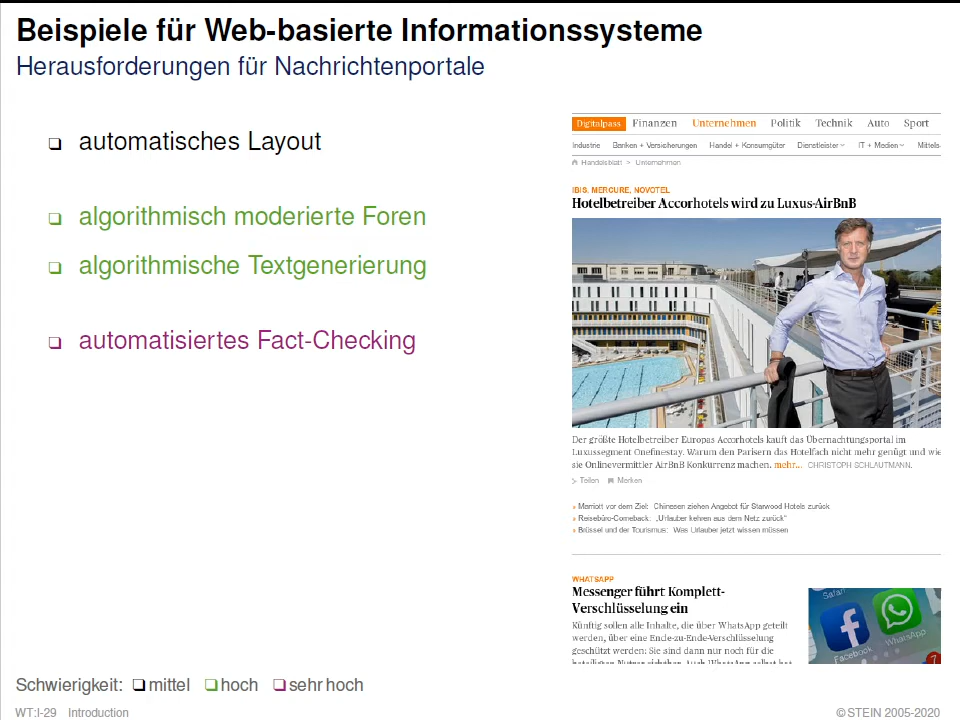 Beispiele für Web-basierte Informationssysteme
Herausforderungen für Nachrichtenportale
❑ automatisches Layout
❑ algorithmisch moderierte Foren
❑ algorithmische Textgenerierung
❑ automatisiertes Fact-Checking
Digitalpass Finanzen Unternehmen Politik Technik Auto Sport
Industrie Banken + Versicherungen Handel + Konsumgüter Dienstleister IT + Medien Mittels-
Handelsblatt > Unternehmen
IBIS, MERCURE, NOVOTEL
Hotelbetreiber Accorhotels wird zu Luxus-AirBnB
Der größte Hotelbetreiber Europas Accorhotels kauft das Übernachtungsportal im
Luxussegment Onefinestay. Warum den Parisern das Hotelfach nicht mehr genügt und wie
sie Onlinevermittler AirBnB Konkurrenz machen. mehr... CHRISTOPH SCHLAUTMANN.
Teilen Merken
Marriott vor dem Ziel: Chinesen ziehen Angebot für Starwood Hotels zurück
Reisebüro-Comeback: „Urlauber kehren aus dem Netz zurück“
Brüssel und der Tourismus: Was Urlauber jetzt wissen müssen
WHATSAPP
Messenger führt Komplett-
Verschlüsselung ein
Künftig sollen alle Inhalte, die über WhatsApp geteilt
werden, über eine Ende-zu-Ende-Verschlüsselung
geschützt werden: Sie sind dann nur noch für die
Safari
Facebook
WhatsApp
7
Schwierigkeit: ❑ mittel ❑ hoch ❑ sehr hoch
WT:I-29 Introduction
© STEIN 2005-2020